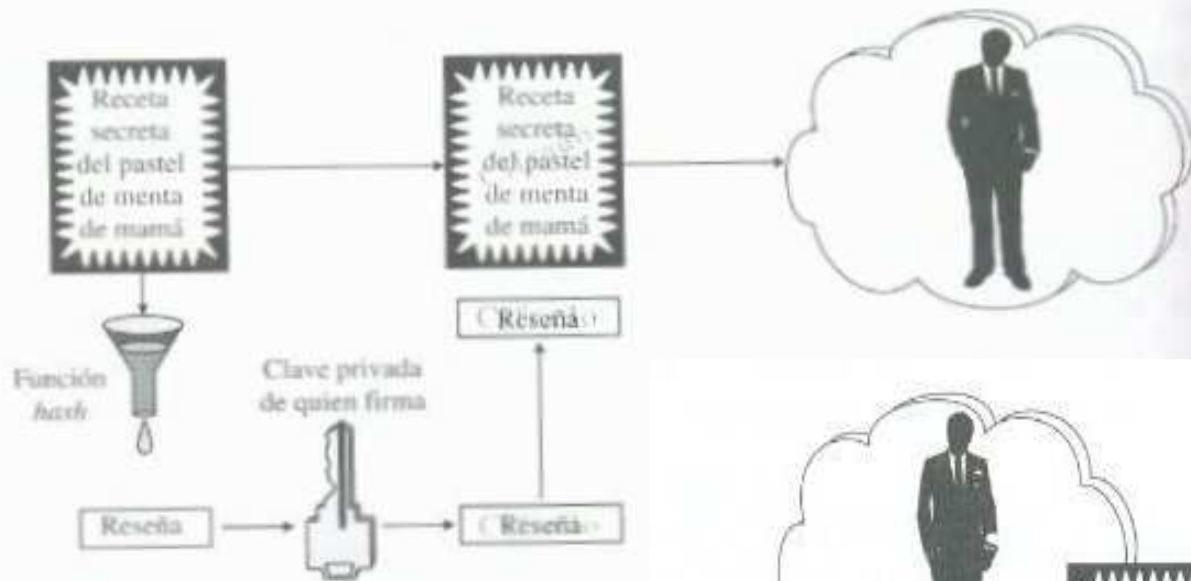 Receta
secreta
del pastel
de menta
de mamá
Receta
secreta
del pastel
de menta
de mamá
Reseña
Función
hash
Clave privada
de quien firma
Reseña
Reseña